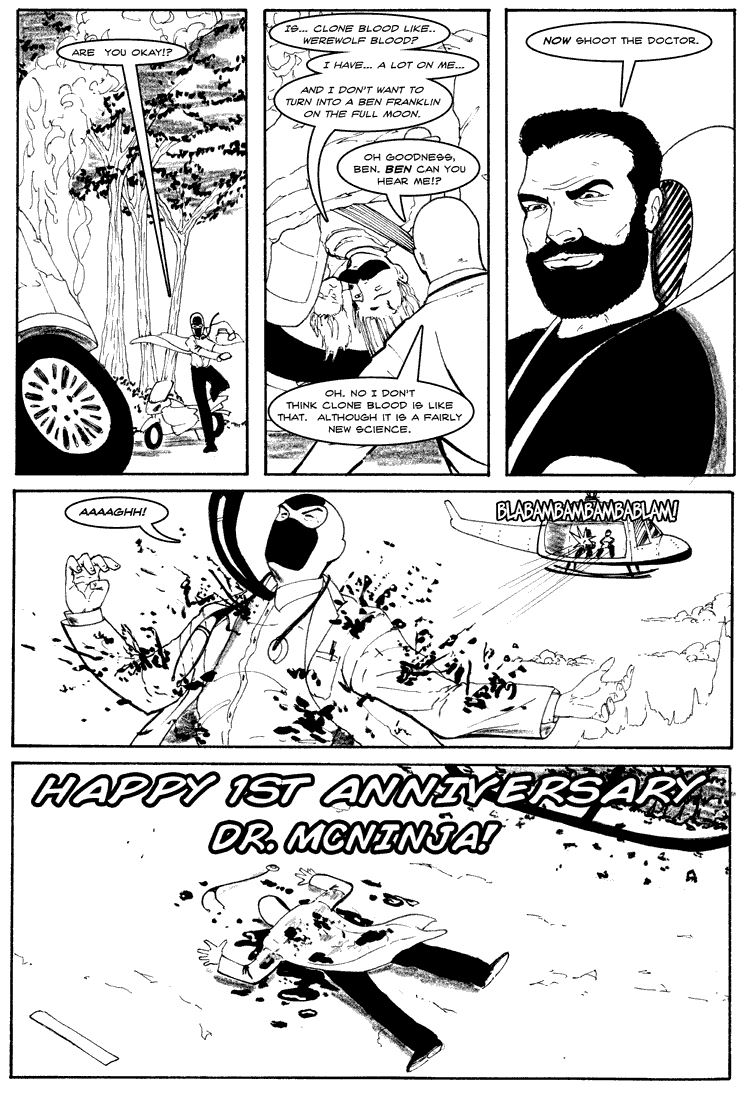 ARE YOU OKAY!?
IS... CLONE BLOOD LIKE..
WEREWOLF BLOOD?
I HAVE... A LOT ON ME...
AND I DON'T WANT TO
TURN INTO A BEN FRANKLIN
ON THE FULL MOON.
OH GOODNESS,
BEN. BEN CAN YOU
HEAR ME!?
OH. NO I DON'T
THINK CLONE BLOOD IS LIKE
THAT. ALTHOUGH IT IS A FAIRLY
NEW SCIENCE.
NOW SHOOT THE DOCTOR.
AAAAGHH!
BLABAMBAMBAMBABLAM!
HAPPY 1ST ANNIVERSARY
DR. MCNINJA!